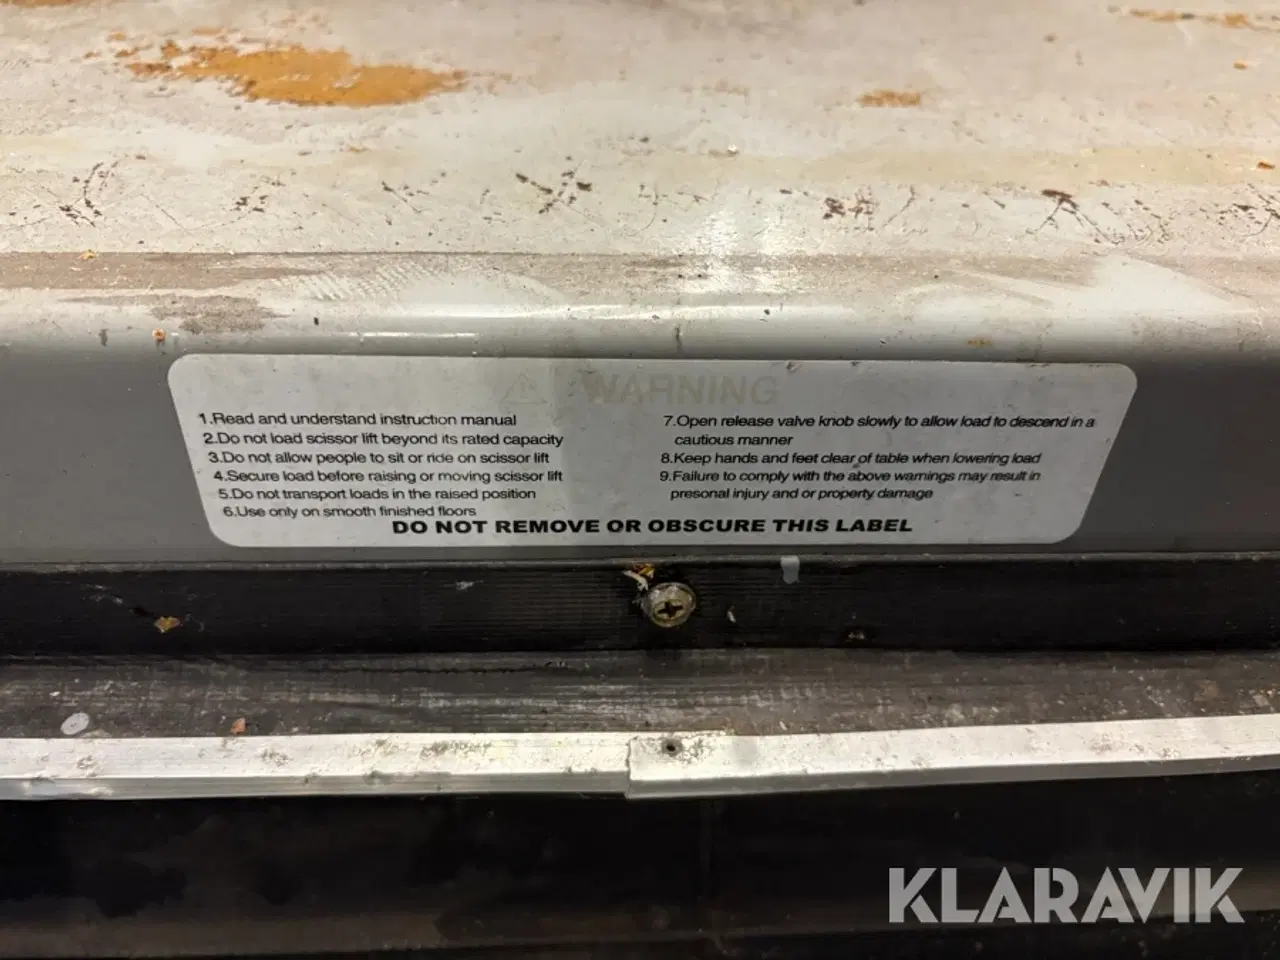 WARNING
1.Read and understand instruction manual
2.Do not load scissor lift beyond its rated capacity
3.Do not allow people to sit or ride on scissor lift
4.Secure load before raising or moving scissor lift
5.Do not transport loads in the raised position
6.Use only on smooth finished floors
7.Open release valve knob slowly to allow load to descend in a
cautious manner
8.Keep hands and feet clear of table when lowering load
9.Failure to comply with the above warnings may result in
presonal injury and or property damage
DO NOT REMOVE OR OBSCURE THIS LABEL
KLARAVIK